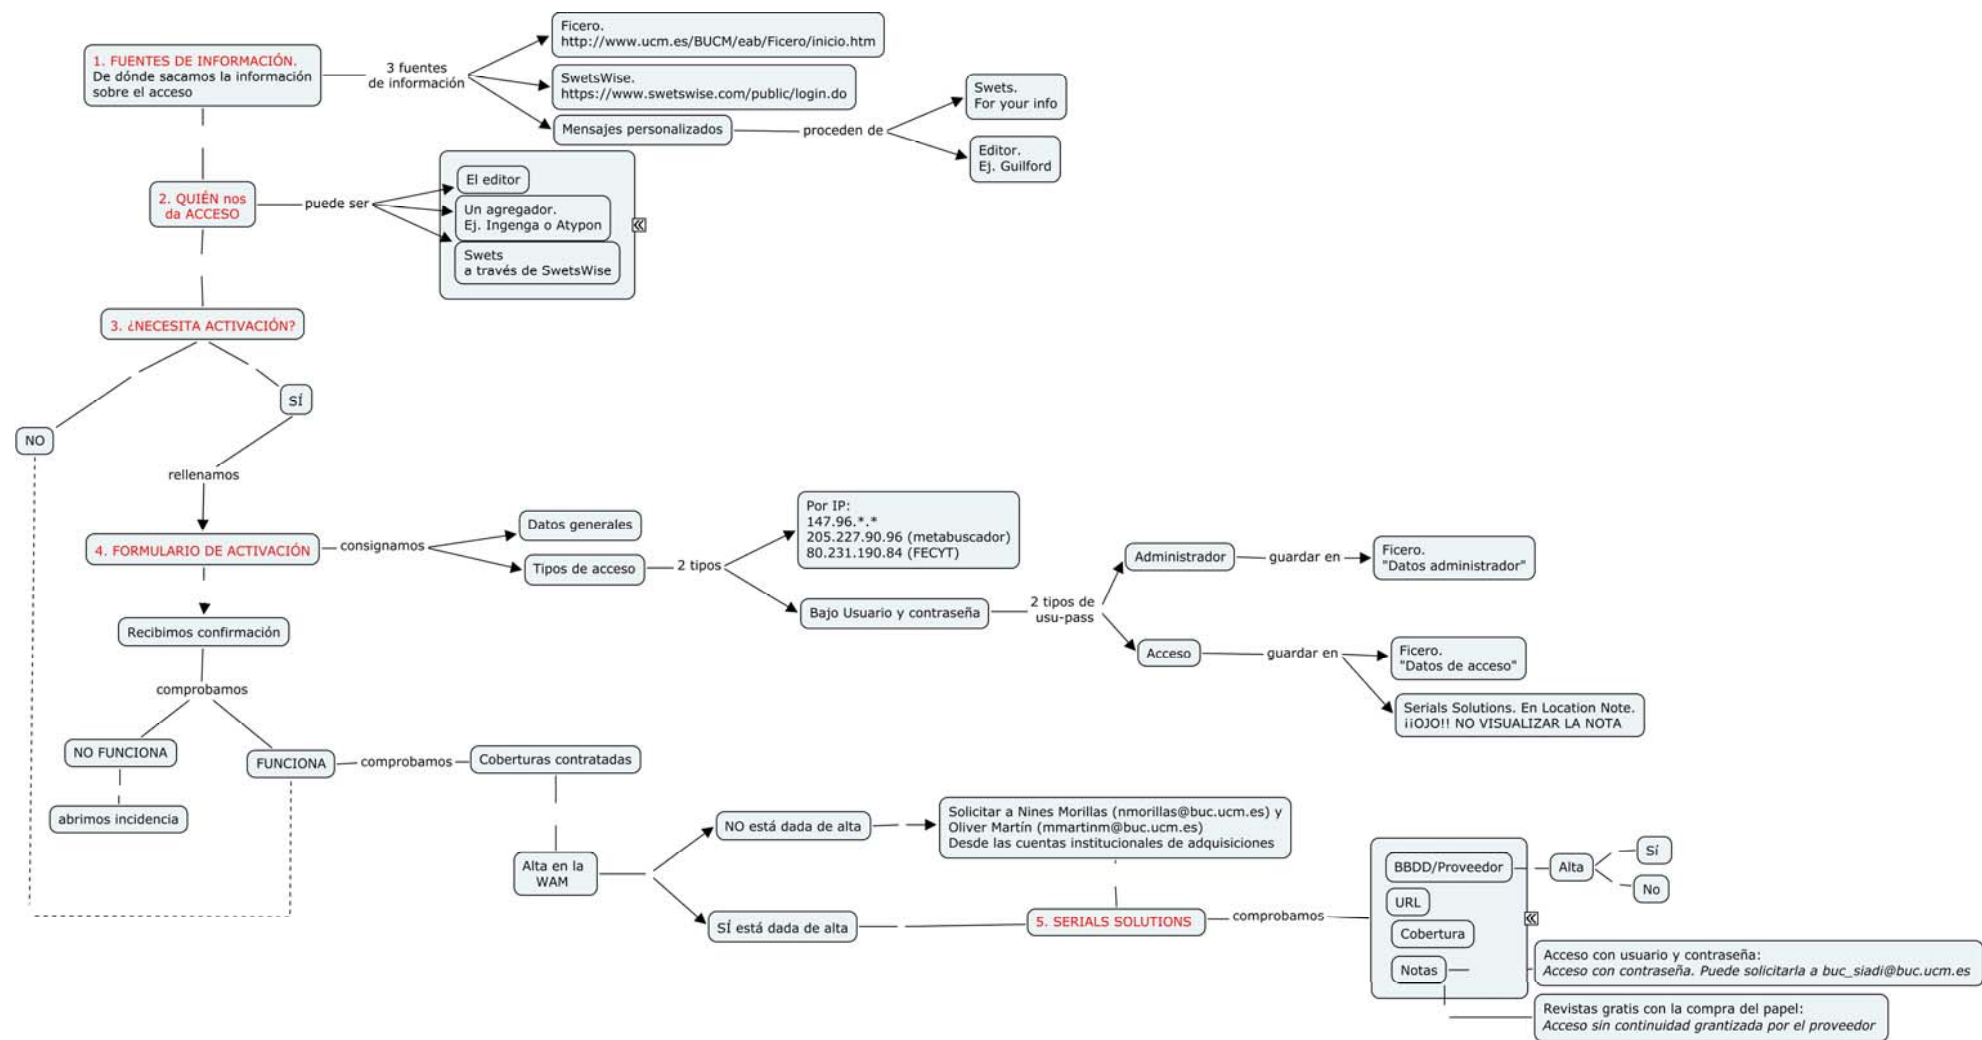 1. FUENTES DE INFORMACIÓN.
De dónde sacamos la información
sobre el acceso
3 fuentes
de información
Ficero.
http://www.ucm.es/BUCM/eab/Ficero/inicio.htm
SwetsWise.
https://www.swetswise.com/public/login.do
Mensajes personalizados
proceden de
Swets.
For your info
Editor.
Ej. Guilford
2. QUIÉN nos
da ACCESO
puede ser
El editor
Un agregador.
Ej. Ingenga o Atypon
Swets
a través de SwetsWise
3. ¿NECESITA ACTIVACIÓN?
SÍ
NO
rellenamos
4. FORMULARIO DE ACTIVACIÓN
consignamos
Datos generales
Tipos de acceso
2 tipos
Por IP:
147.96.*.*
205.227.90.96 (metabuscador)
80.231.190.84 (FECYT)
Bajo Usuario y contraseña
2 tipos de
usu-pass
Administrador
guardar en
Ficero.
"Datos administrador"
Acceso
guardar en
Ficero.
"Datos de acceso"
Serials Solutions. En Location Note.
¡¡OJO!! NO VISUALIZAR LA NOTA
Recibimos confirmación
comprobamos
NO FUNCIONA
abrimos incidencia
FUNCIONA
comprobamos
Coberturas contratadas
Alta en la
WAM
NO está dada de alta
Solicitar a Nines Morillas (nmorillas@buc.ucm.es) y
Oliver Martín (mmartinm@buc.ucm.es)
Desde las cuentas institucionales de adquisiciones
SÍ está dada de alta
5. SERIALS SOLUTIONS
comprobamos
BBDD/Proveedor
Alta
Sí
No
URL
Cobertura
Notas
Acceso con usuario y contraseña:
Acceso con contraseña. Puede solicitarla a buc_siadi@buc.ucm.es
Revistas gratis con la compra del papel:
Acceso sin continuidad grantizada por el proveedor